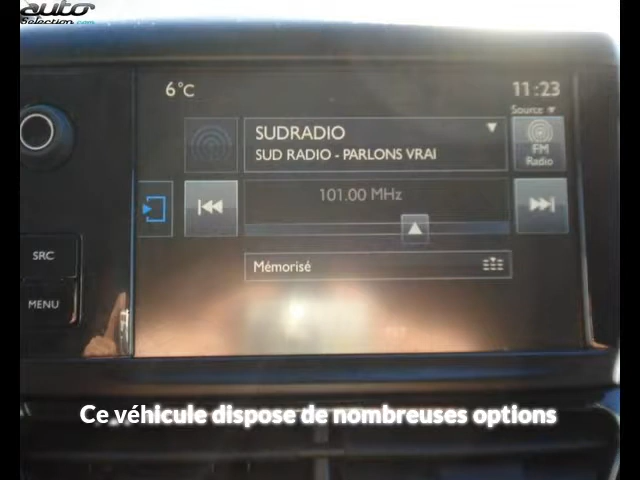 auto
Selection.com
6°C
11:23
Source
SUDRADIO
SUD RADIO - PARLONS VRAI
FM
Radio
101.00 MHz
SRC
Mémorisé
MENU
Ce véhicule dispose de nombreuses options